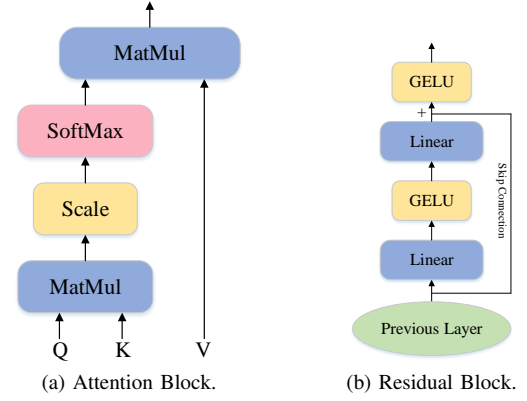 MatMul
SoftMax
Scale
MatMul
Q K V
(a) Attention Block.
GELU
+
Linear
GELU
Linear
Skip Connection
Previous Layer
(b) Residual Block.